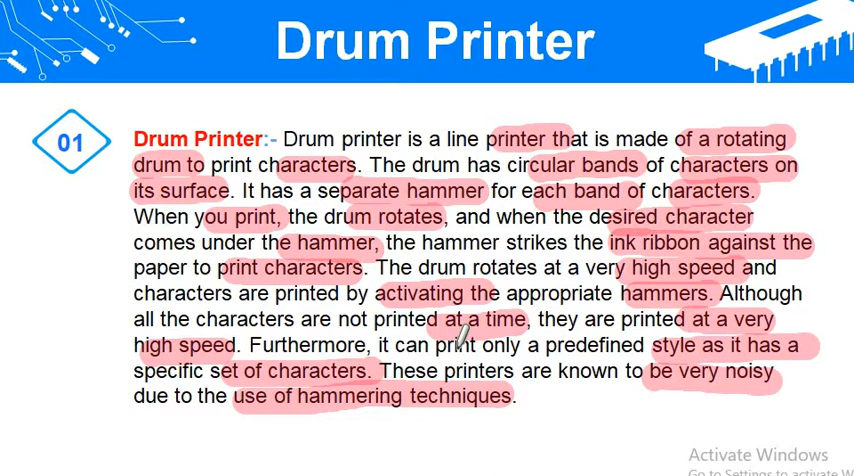 Drum Printer
01
Drum Printer:- Drum printer is a line printer that is made of a rotating
drum to print characters. The drum has circular bands of characters on
its surface. It has a separate hammer for each band of characters.
When you print, the drum rotates, and when the desired character
comes under the hammer, the hammer strikes the ink ribbon against the
paper to print characters. The drum rotates at a very high speed and
characters are printed by activating the appropriate hammers. Although
all the characters are not printed at a time, they are printed at a very
high speed. Furthermore, it can print only a predefined style as it has a
specific set of characters. These printers are known to be very noisy
due to the use of hammering techniques.
Activate Windows
Go to Settings to activate W